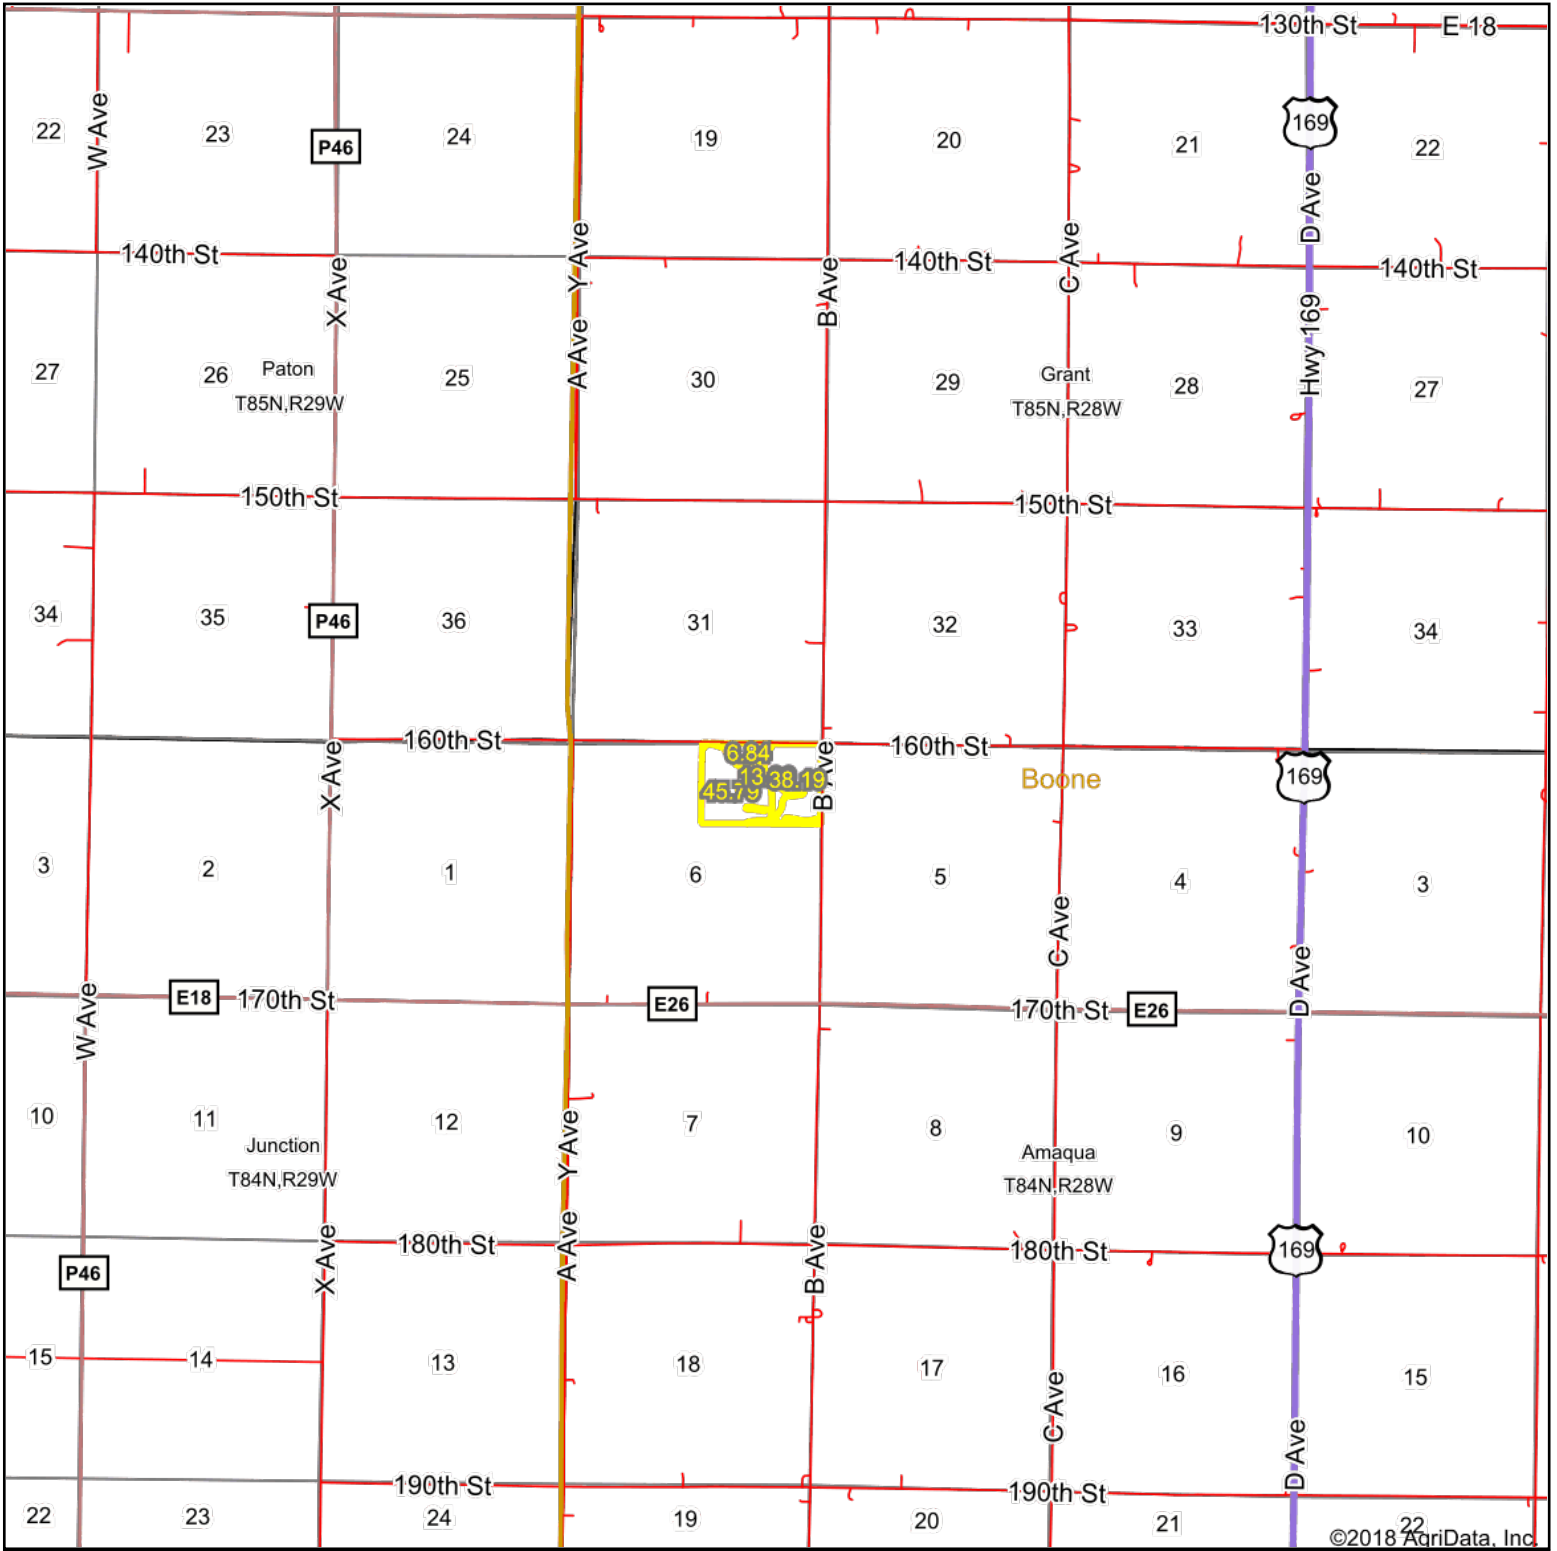 130th St
E 18
22
W Ave
23
P46
24
19
20
21
169
22
D Ave
140th St
X Ave
Y Ave
B Ave
140th St
C Ave
140th St
A Ave
Hwy 169
27
26
Paton
T85N,R29W
25
30
29
Grant
T85N,R28W
28
27
150th St
150th St
34
35
P46
36
31
32
33
34
160th St
160th St
X Ave
6.84
13
38.19
45.79
B Ave
Boone
169
3
2
1
6
5
4
3
C Ave
D Ave
W Ave
E18
170th St
E26
170th St
E26
10
11
12
7
8
9
10
Junction
T84N,R29W
Y Ave
Amaqua
T84N,R28W
X Ave
180th St
A Ave
B Ave
180th St
169
P46
15
14
13
18
17
16
15
C Ave
D Ave
190th St
190th St
22
23
24
19
20
21
22
©2018 AgriData, Inc.